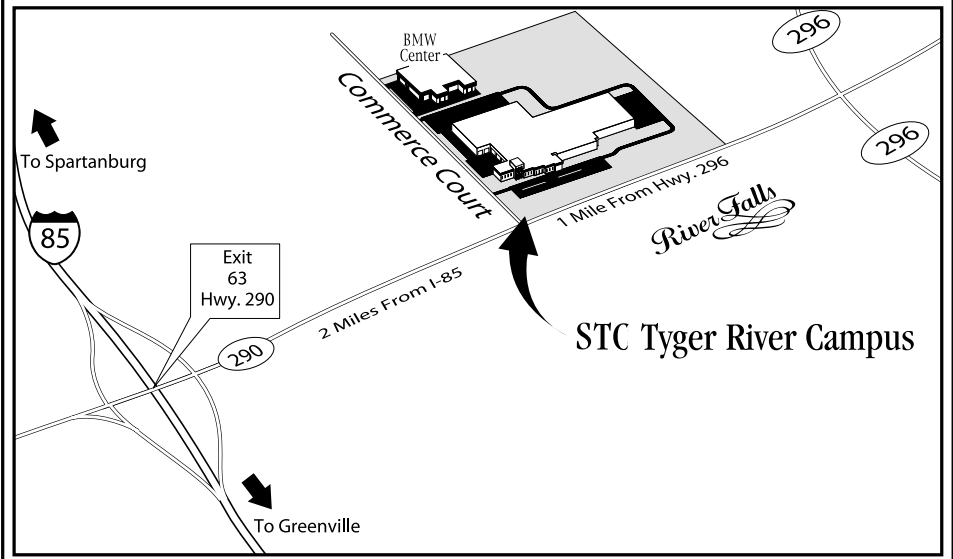 296
BMW
Center
Commerce Court
To Spartanburg
296
1 Mile From Hwy. 296
River Falls
85
Exit
63
Hwy. 290
2 Miles From I-85
290
STC Tyger River Campus
To Greenville